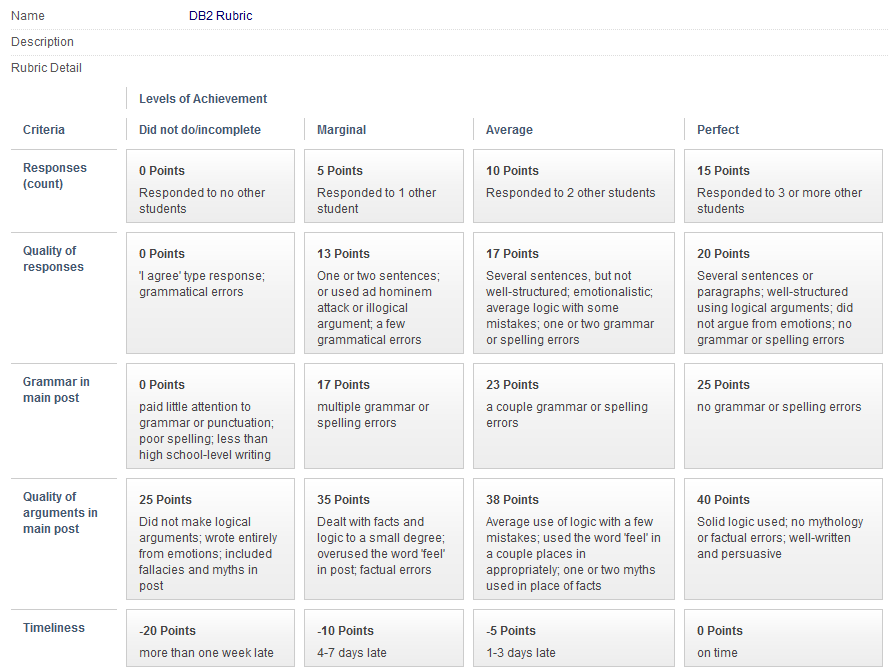 Name DB2 Rubric
Description
Rubric Detail
Levels of Achievement
Criteria Did not do/incomplete Marginal Average Perfect
Responses
(count)
0 Points
Responded to no other
students
5 Points
Responded to 1 other
student
10 Points
Responded to 2 other students
15 Points
Responded to 3 or more other
students
Quality of
responses
0 Points
'I agree' type response;
grammatical errors
13 Points
One or two sentences;
or used ad hominem
attack or illogical
argument; a few
grammatical errors
17 Points
Several sentences, but not
well-structured; emotionalistic;
average logic with some
mistakes; one or two grammar
or spelling errors
20 Points
Several sentences or
paragraphs; well-structured
using logical arguments; did
not argue from emotions; no
grammar or spelling errors
Grammar in
main post
0 Points
paid little attention to
grammar or punctuation;
poor spelling; less than
high school-level writing
17 Points
multiple grammar or
spelling errors
23 Points
a couple grammar or spelling
errors
25 Points
no grammar or spelling errors
Quality of
arguments in
main post
25 Points
Did not make logical
arguments; wrote entirely
from emotions; included
fallacies and myths in
post
35 Points
Dealt with facts and
logic to a small degree;
overused the word 'feel'
in post; factual errors
38 Points
Average use of logic with a few
mistakes; used the word 'feel' in
a couple places in
appropriately; one or two myths
used in place of facts
40 Points
Solid logic used; no mythology
or factual errors; well-written
and persuasive
Timeliness
-20 Points
more than one week late
-10 Points
4-7 days late
-5 Points
1-3 days late
0 Points
on time